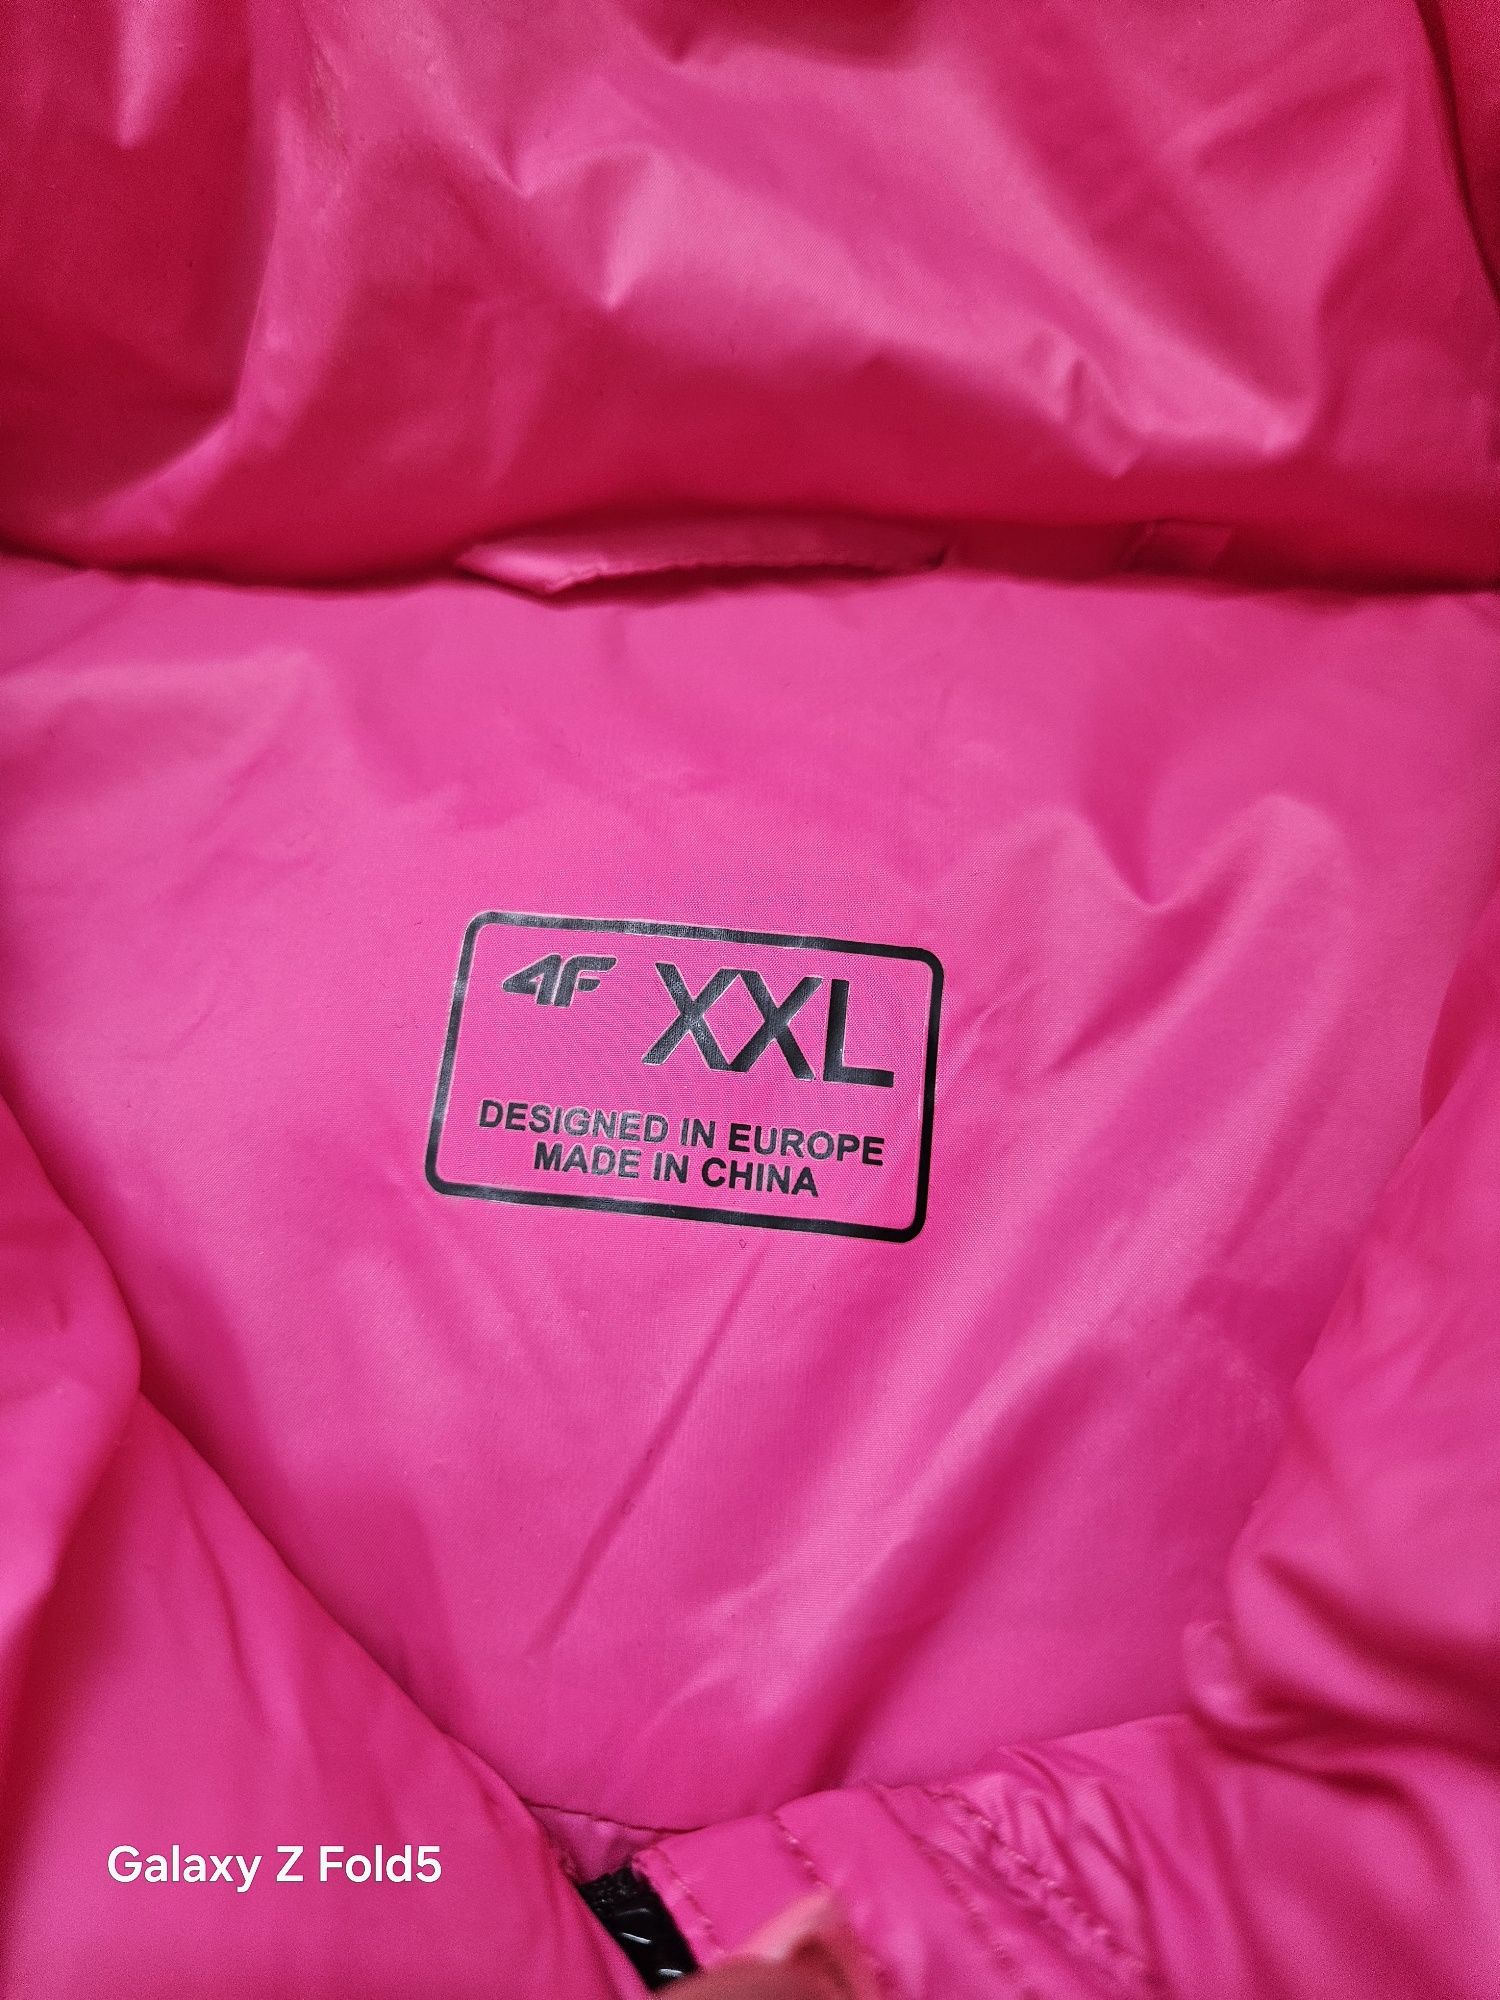 4F XXL
DESIGNED IN EUROPE
MADE IN CHINA
Galaxy Z Fold5